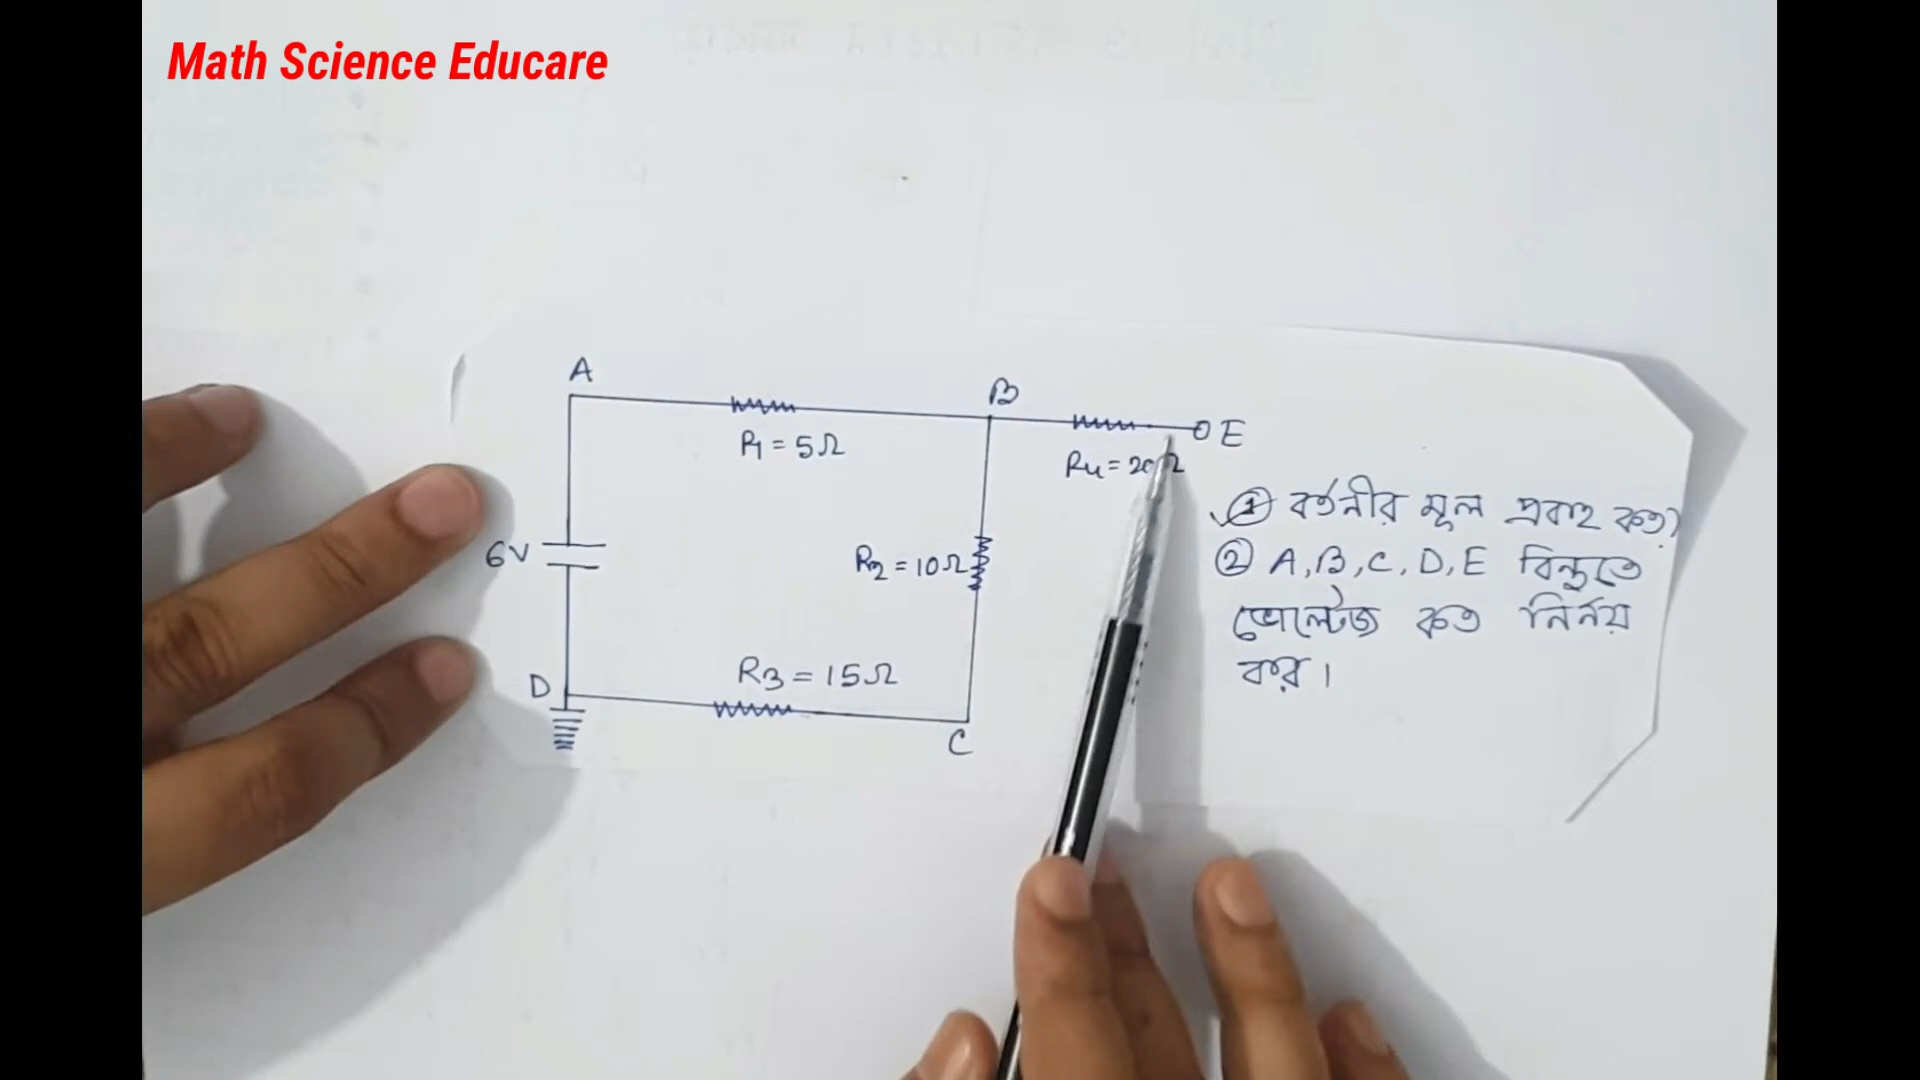 Math Science Educare
A
B
E
R1 = 5Ω
R4 = 20Ω
① বর্তনীর মূল প্রবাহ কত?
6V
R2 = 10Ω
② A, B, C, D, E বিন্দুতে
ভোল্টেজ কত নির্নয়
কর।
D
R3 = 15Ω
C